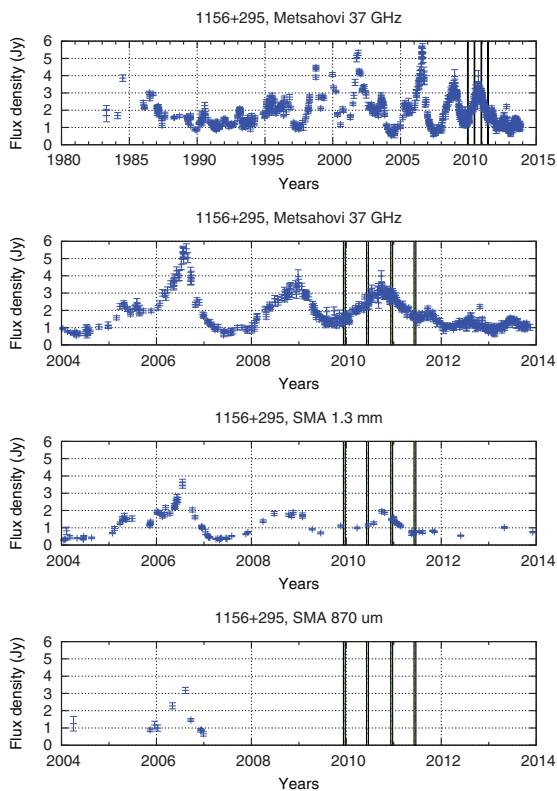 1156+295, Metsahovi 37 GHz
Flux density (Jy)
6
5
4
3
2
1
0
1980 1985 1990 1995 2000 2005 2010 2015
Years
1156+295, Metsahovi 37 GHz
Flux density (Jy)
6
5
4
3
2
1
0
2004 2006 2008 2010 2012 2014
Years
1156+295, SMA 1.3 mm
Flux density (Jy)
6
5
4
3
2
1
0
2004 2006 2008 2010 2012 2014
Years
1156+295, SMA 870 um
Flux density (Jy)
6
5
4
3
2
1
0
2004 2006 2008 2010 2012 2014
Years